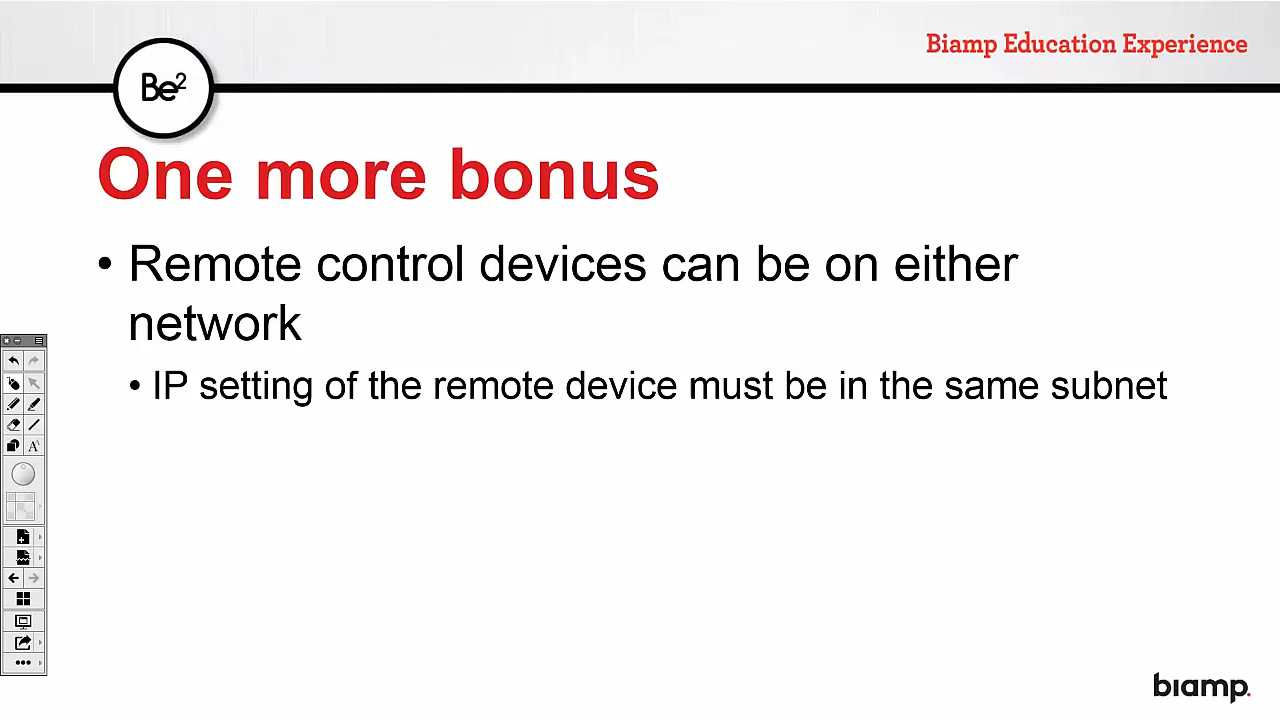 Biamp Education Experience
Be²
One more bonus
• Remote control devices can be on either
network
• IP setting of the remote device must be in the same subnet
A
biamp.